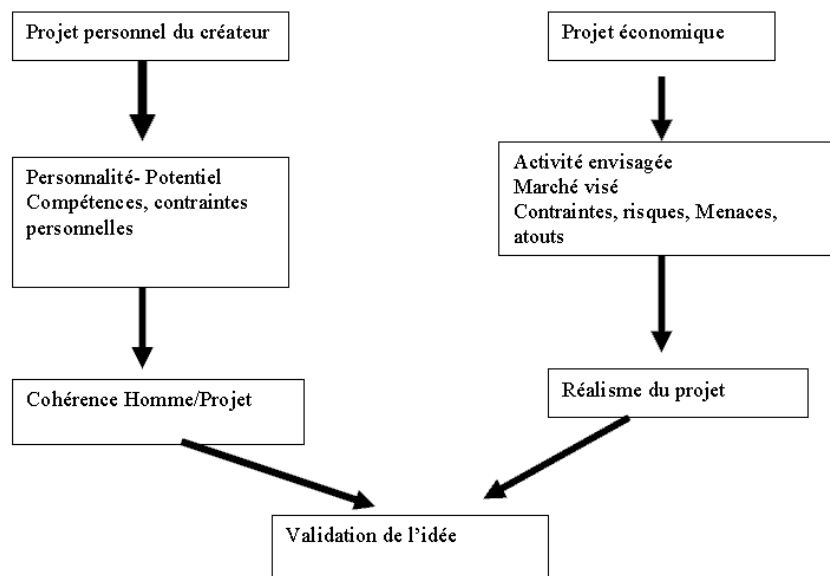 Projet personnel du créateur
Projet économique
Personnalité- Potentiel
Compétences, contraintes
personnelles
Activité envisagée
Marché visé
Contraintes, risques, Menaces,
atouts
Cohérence Homme/Projet
Réalisme du projet
Validation de l’idée